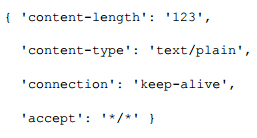 { 'content-length': '123',
'content-type': 'text/plain',
'connection': 'keep-alive',
'accept': '*/*' }